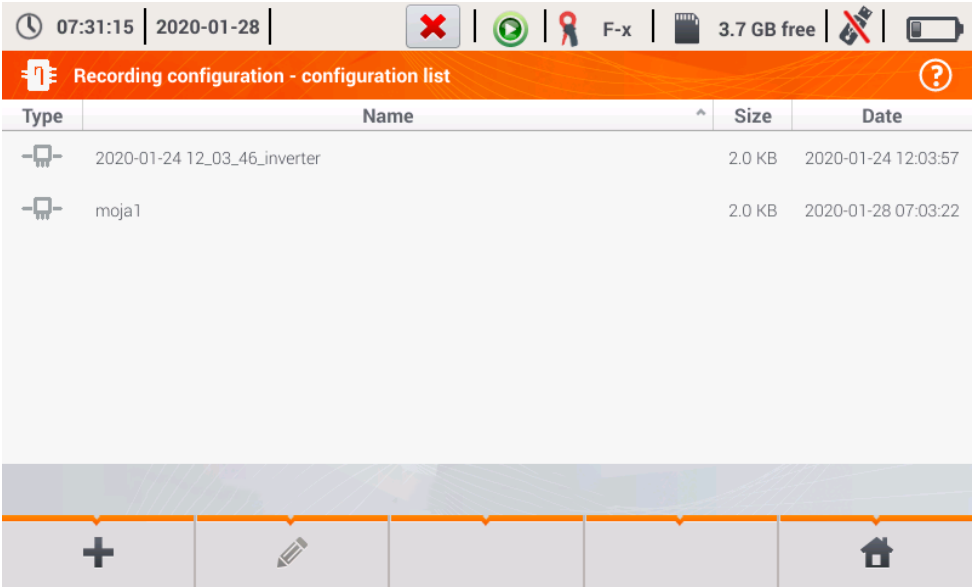 07:31:15 2020-01-28 F-x 3.7 GB free
Recording configuration - configuration list ?
Type Name Size Date
2020-01-24 12_03_46_inverter 2.0 KB 2020-01-24 12:03:57
moja1 2.0 KB 2020-01-28 07:03:22